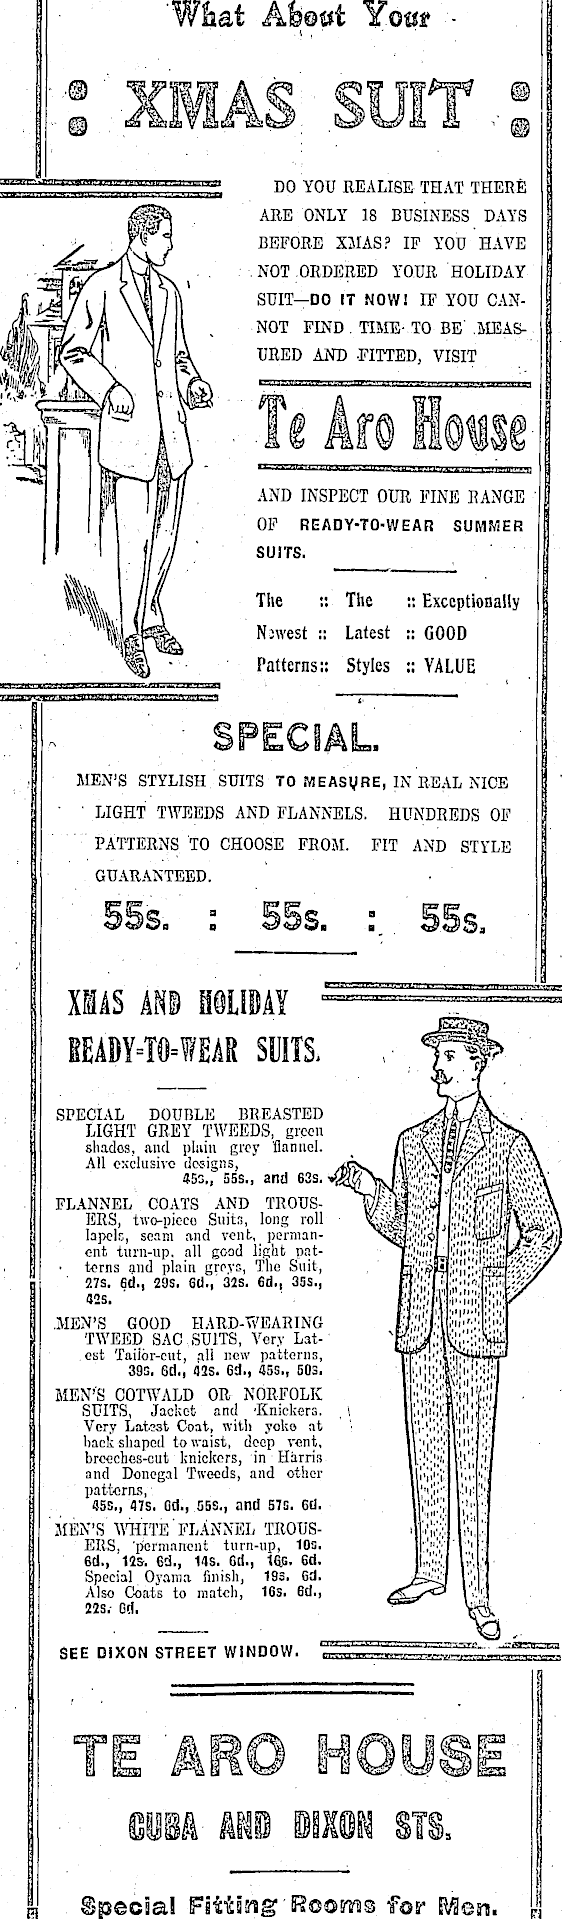 What About Your
XMAS SUIT
DO YOU REALISE THAT THERE
ARE ONLY 18 BUSINESS DAYS
BEFORE XMAS? IF YOU HAVE
NOT ORDERED YOUR HOLIDAY
SUIT—DO IT NOW! IF YOU CAN-
NOT FIND TIME TO BE MEAS-
URED AND FITTED, VISIT
Te Aro House
AND INSPECT OUR FINE RANGE
OF READY-TO-WEAR SUMMER
SUITS.
The :: The :: Exceptionally
Newest :: Latest :: GOOD
Patterns:: Styles :: VALUE
SPECIAL.
MEN'S STYLISH SUITS TO MEASURE, IN REAL NICE
LIGHT TWEEDS AND FLANNELS. HUNDREDS OF
PATTERNS TO CHOOSE FROM. FIT AND STYLE
GUARANTEED.
55s. : 55s. : 55s.
XMAS AND HOLIDAY
READY-TO-WEAR SUITS.
SPECIAL DOUBLE BREASTED
LIGHT GREY TWEEDS, green
shades, and plain grey flannel.
All exclusive designs,
45s., 55s., and 63s.
FLANNEL COATS AND TROUS-
ERS, two-piece Suits, long roll
lapels, seam and vent, perman-
ent turn-up, all good light pat-
terns and plain greys, The Suit,
27s. 6d., 29s. 6d., 32s. 6d., 35s.,
42s.
MEN'S GOOD HARD-WEARING
TWEED SAC SUITS, Very Lat-
est Tailor-cut, all new patterns,
39s. 6d., 42s. 6d., 45s., 50s.
MEN'S COTWALD OR NORFOLK
SUITS, Jacket and Knickers.
Very Latest Coat, with yoke at
back shaped to waist, deep vent,
breeches-cut knickers, in Harris
and Donegal Tweeds, and other
patterns,
45s., 47s. 6d., 55s., and 57s. 6d.
MEN'S WHITE FLANNEL TROUS-
ERS, permanent turn-up, 10s.
6d., 12s. 6d., 14s. 6d., 16s. 6d.
Special Oyama finish, 19s. 6d.
Also Coats to match, 16s. 6d.,
22s. 6d.
SEE DIXON STREET WINDOW.
TE ARO HOUSE
CUBA AND DIXON STS.
Special Fitting Rooms for Men.